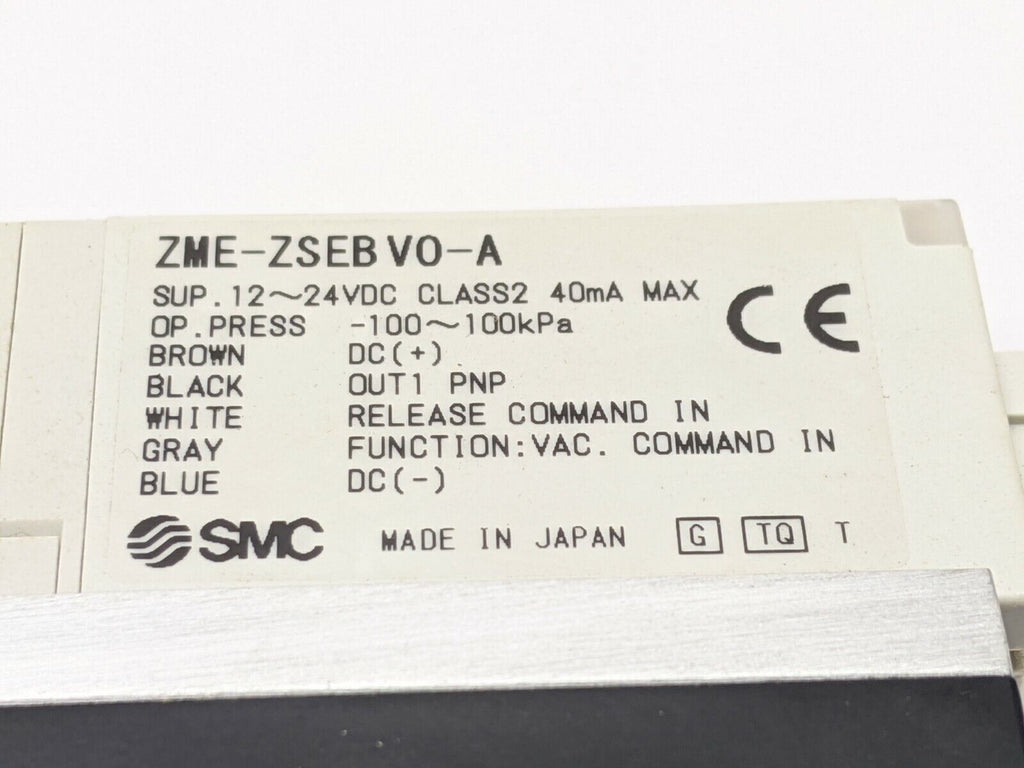 ZME-ZSEBV0-A
SUP.12～24VDC CLASS2 40mA MAX
OP.PRESS -100～100kPa
BROWN DC(+)
BLACK OUT1 PNP
WHITE RELEASE COMMAND IN
GRAY FUNCTION:VAC. COMMAND IN
BLUE DC(-)
CE
SMC MADE IN JAPAN G TQ T